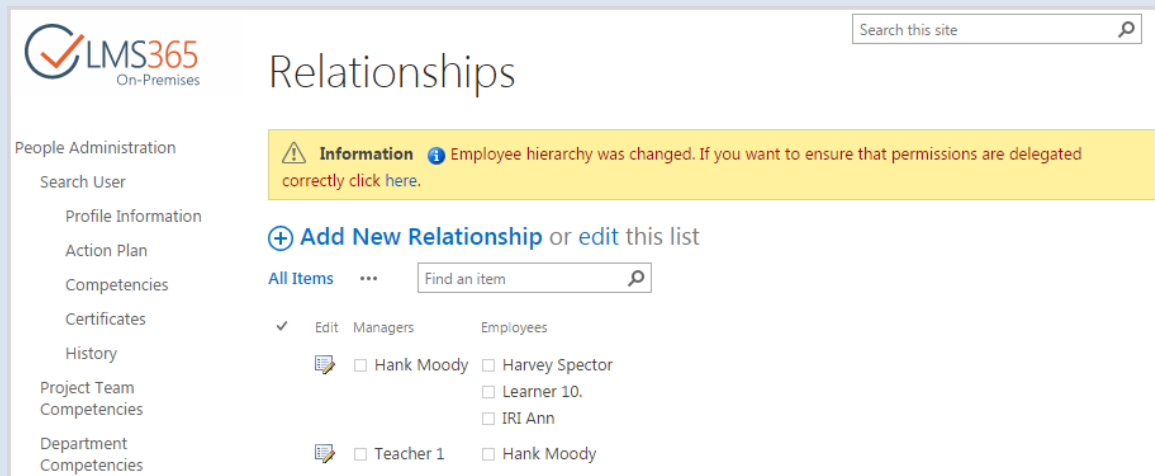 LMS365
On-Premises
Search this site
Relationships
People Administration
Search User
Profile Information
Action Plan
Competencies
Certificates
History
Project Team
Competencies
Department
Competencies
Information Employee hierarchy was changed. If you want to ensure that permissions are delegated
correctly click here.
Add New Relationship or edit this list
All Items ••• Find an item
Edit Managers Employees
Hank Moody Harvey Spector
Learner 10.
IRI Ann
Teacher 1 Hank Moody